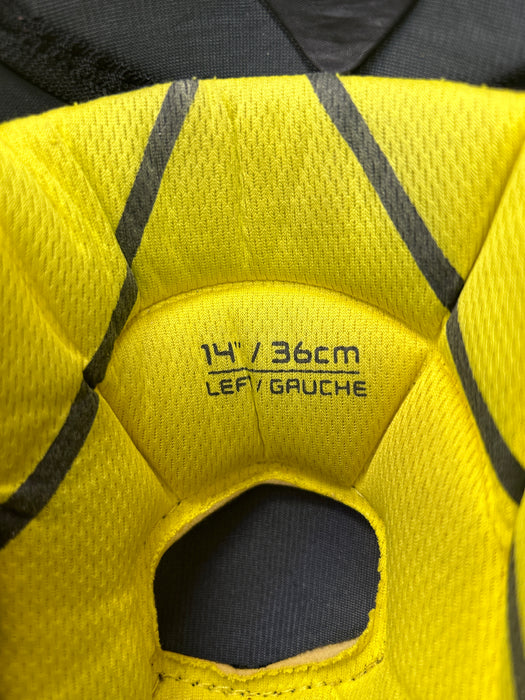 14" / 36cm
LEFT / GAUCHE